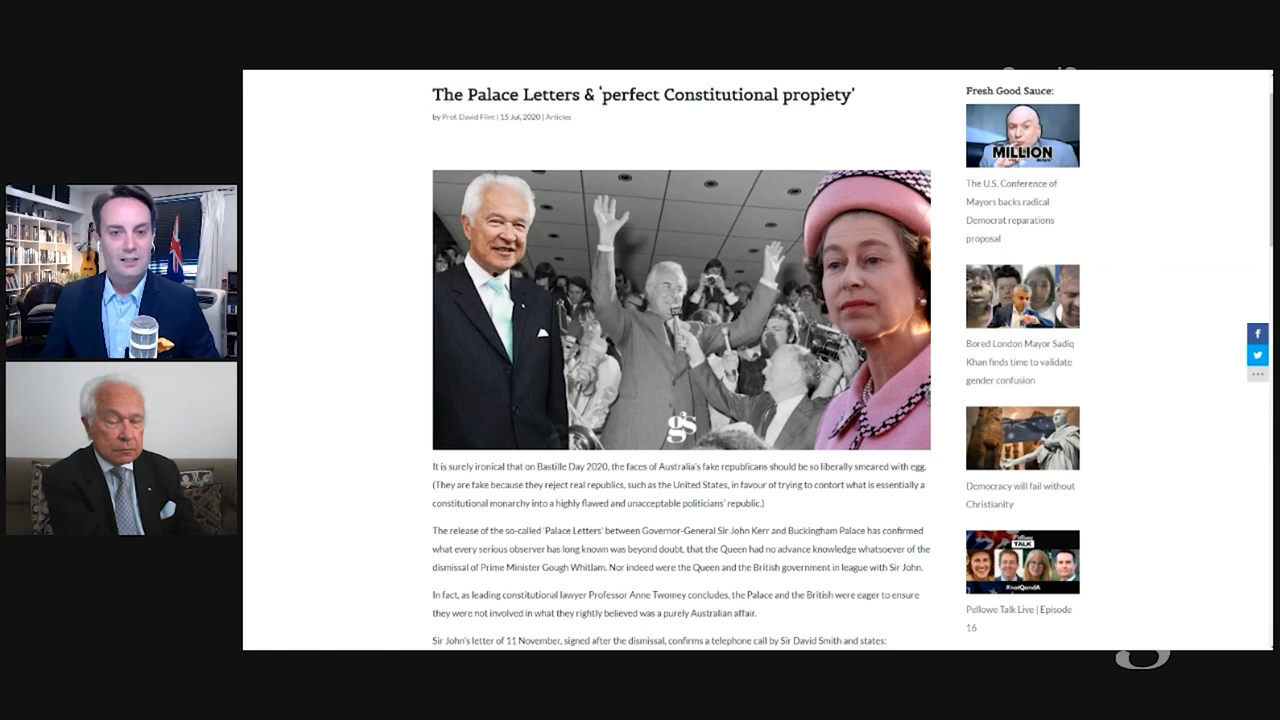 The Palace Letters & 'perfect Constitutional propiety'
by Prof. David Flint | 15 Jul, 2020 | Articles
gs
It is surely ironical that on Bastille Day 2020, the faces of Australia's fake republicans should be so liberally smeared with egg.
(They are fake because they reject real republics, such as the United States, in favour of trying to contort what is essentially a
constitutional monarchy into a highly flawed and unacceptable politicians' republic.)
The release of the so-called 'Palace Letters' between Governor-General Sir John Kerr and Buckingham Palace has confirmed
what every serious observer has long known was beyond doubt, that the Queen had no advance knowledge whatsoever of the
dismissal of Prime Minister Gough Whitlam. Nor indeed were the Queen and the British government in league with Sir John.
In fact, as leading constitutional lawyer Professor Anne Twomey concludes, the Palace and the British were eager to ensure
they were not involved in what they rightly believed was a purely Australian affair.
Sir John's letter of 11 November, signed after the dismissal, confirms a telephone call by Sir David Smith and states:
Fresh Good Sauce:
MILLION
The U.S. Conference of
Mayors backs radical
Democrat reparations
proposal
Bored London Mayor Sadiq
Khan finds time to validate
gender confusion
Democracy will fail without
Christianity
Pellowe
TALK
#notQandA
Pellowe Talk Live | Episode
16